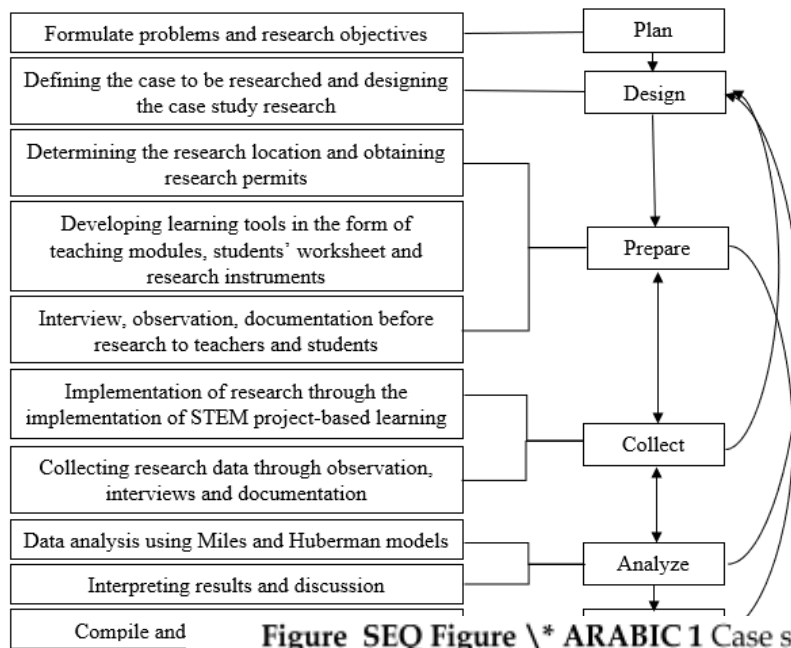 Formulate problems and research objectives
Plan
Defining the case to be researched and designing
the case study research
Design
Determining the research location and obtaining
research permits
Developing learning tools in the form of
teaching modules, students’ worksheet and
research instruments
Prepare
Interview, observation, documentation before
research to teachers and students
Implementation of research through the
implementation of STEM project-based learning
Collect
Collecting research data through observation,
interviews and documentation
Data analysis using Miles and Huberman models
Analyze
Interpreting results and discussion
Compile and
Figure SEQ Figure \* ARABIC 1 Case s